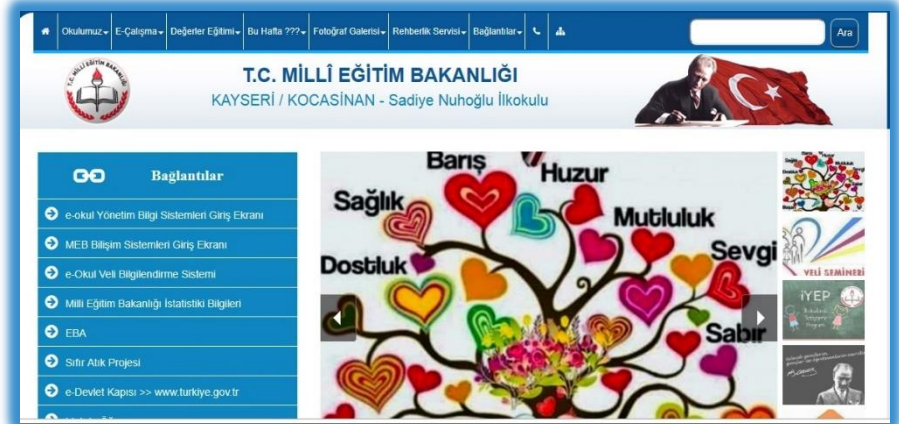 Okulumuz E-Çalışma Değerler Eğitimi Bu Hafta ??? Fotoğraf Galerisi Rehberlik Servisi Bağlantılar Ara
T.C. MİLLÎ EĞİTİM BAKANLIĞI
KAYSERİ / KOCASİNAN - Sadiye Nuhoğlu İlkokulu
Bağlantılar
e-okul Yönetim Bilgi Sistemleri Giriş Ekranı
MEB Bilişim Sistemleri Giriş Ekranı
e-Okul Veli Bilgilendirme Sistemi
Milli Eğitim Bakanlığı İstatistiki Bilgileri
EBA
Sıfır Atık Projesi
e-Devlet Kapısı >> www.turkiye.gov.tr
Barış
Huzur
Sağlık
Mutluluk
Sevgi
Dostluk
Sabır
VELİ SEMİNERİ
İYEP